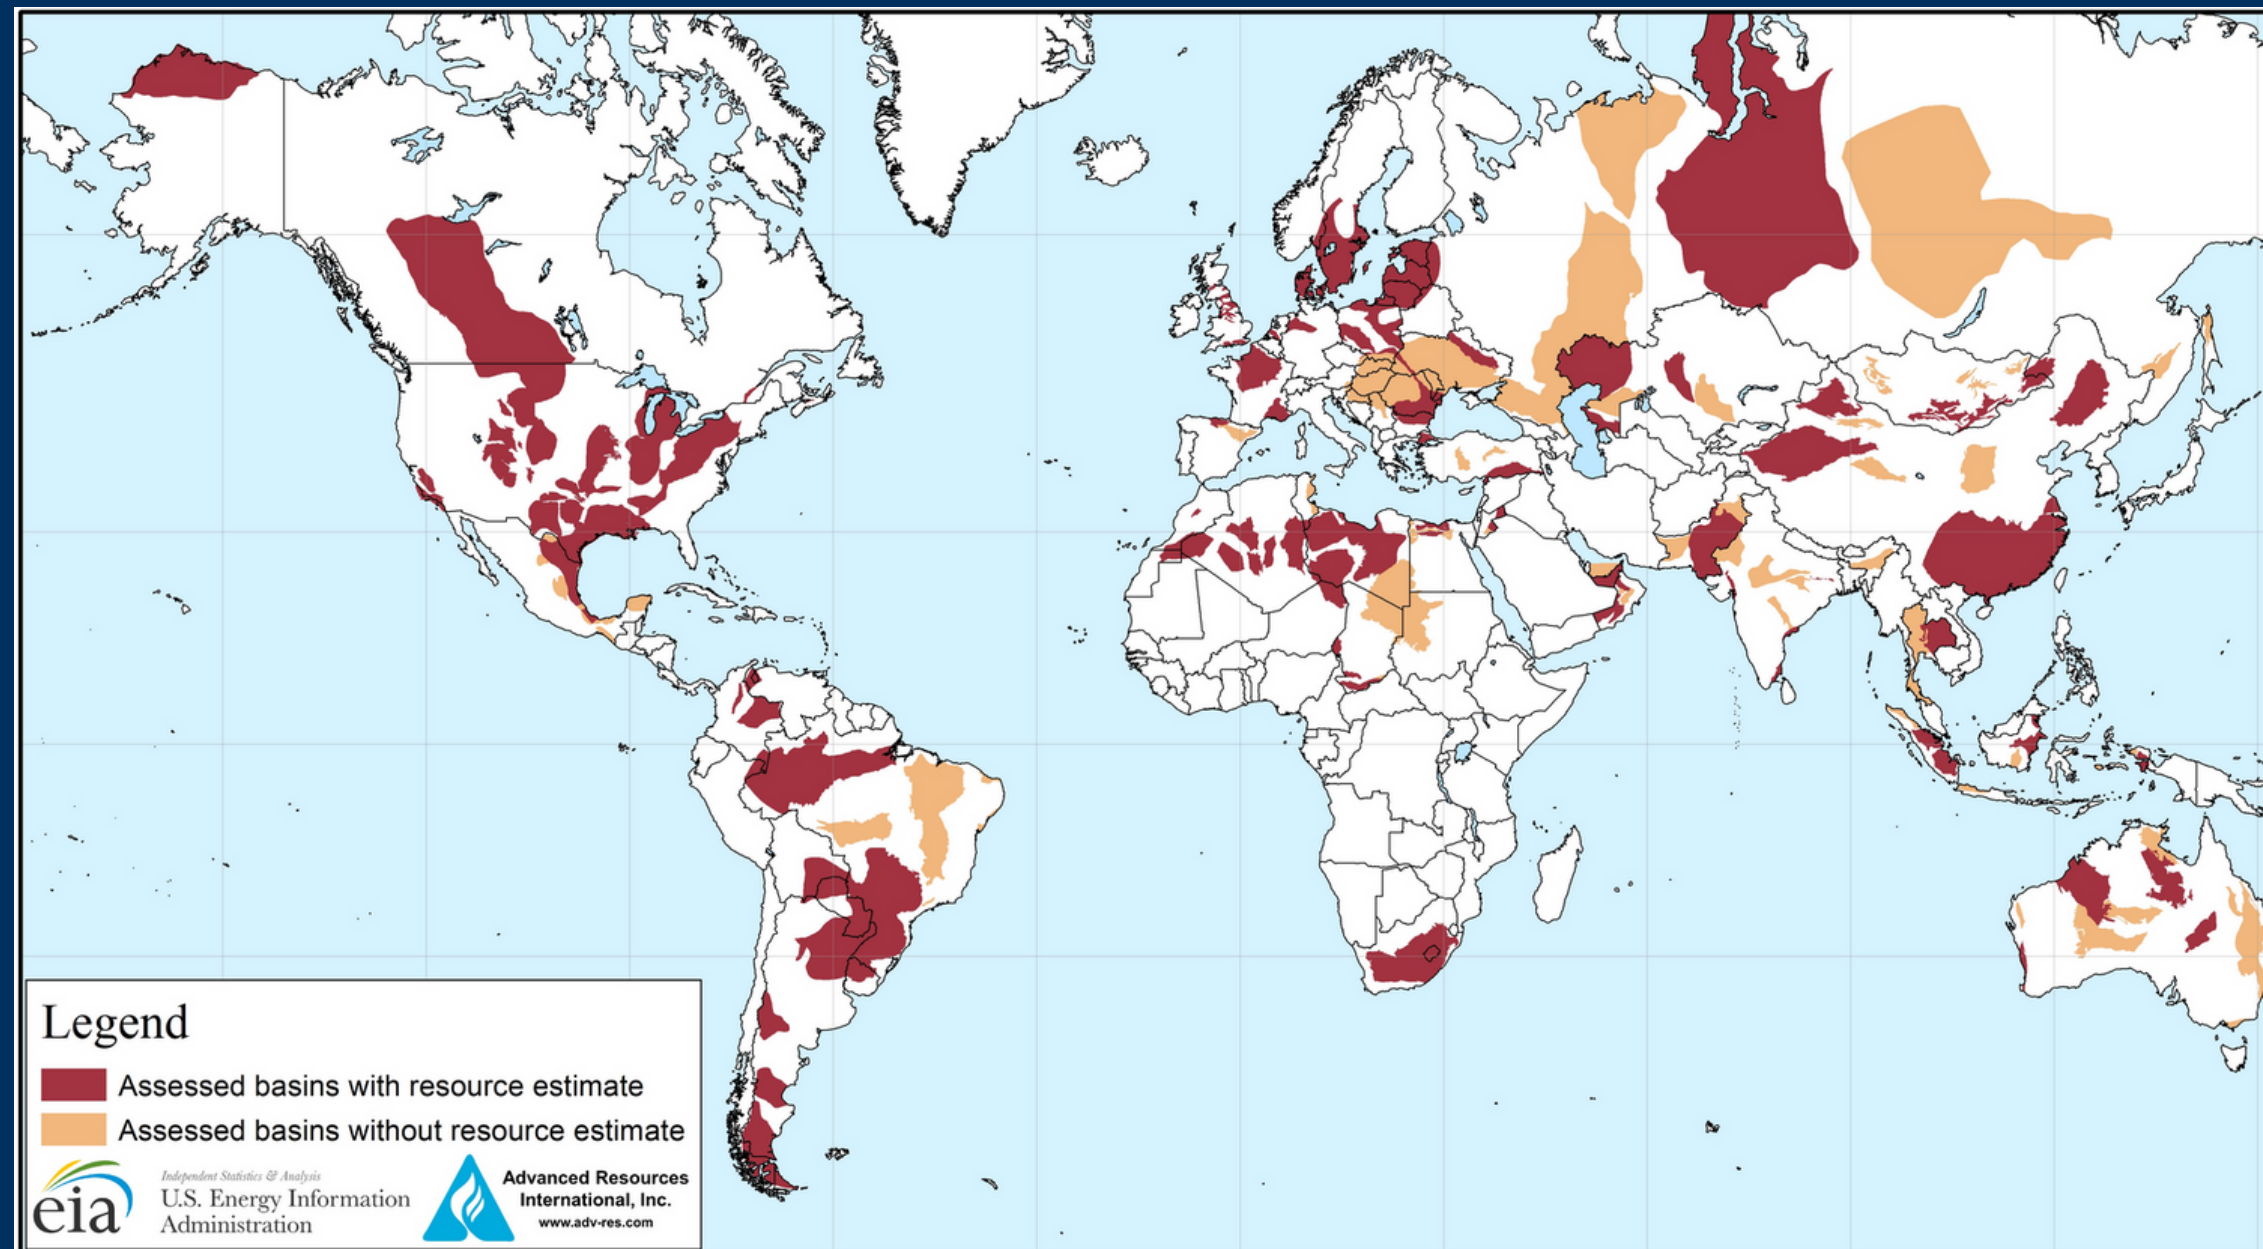 Legend
Assessed basins with resource estimate
Assessed basins without resource estimate
eia
Independent Statistics & Analysis
U.S. Energy Information
Administration
Advanced Resources
International, Inc.
www.adv-res.com